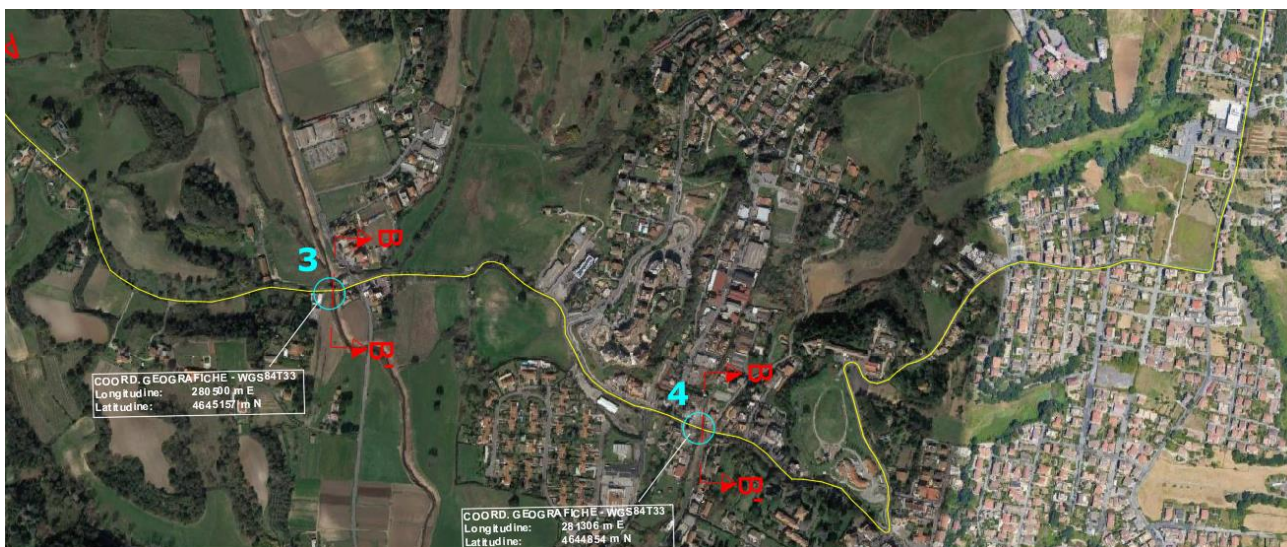 3
B
B
COORD. GEOGRAFICHE - WGS84T33
Longitudine: 280500 m E
Latitudine: 4645157 m N
4
B
B
COORD. GEOGRAFICHE - WGS84T33
Longitudine: 281306 m E
Latitudine: 4644854 m N